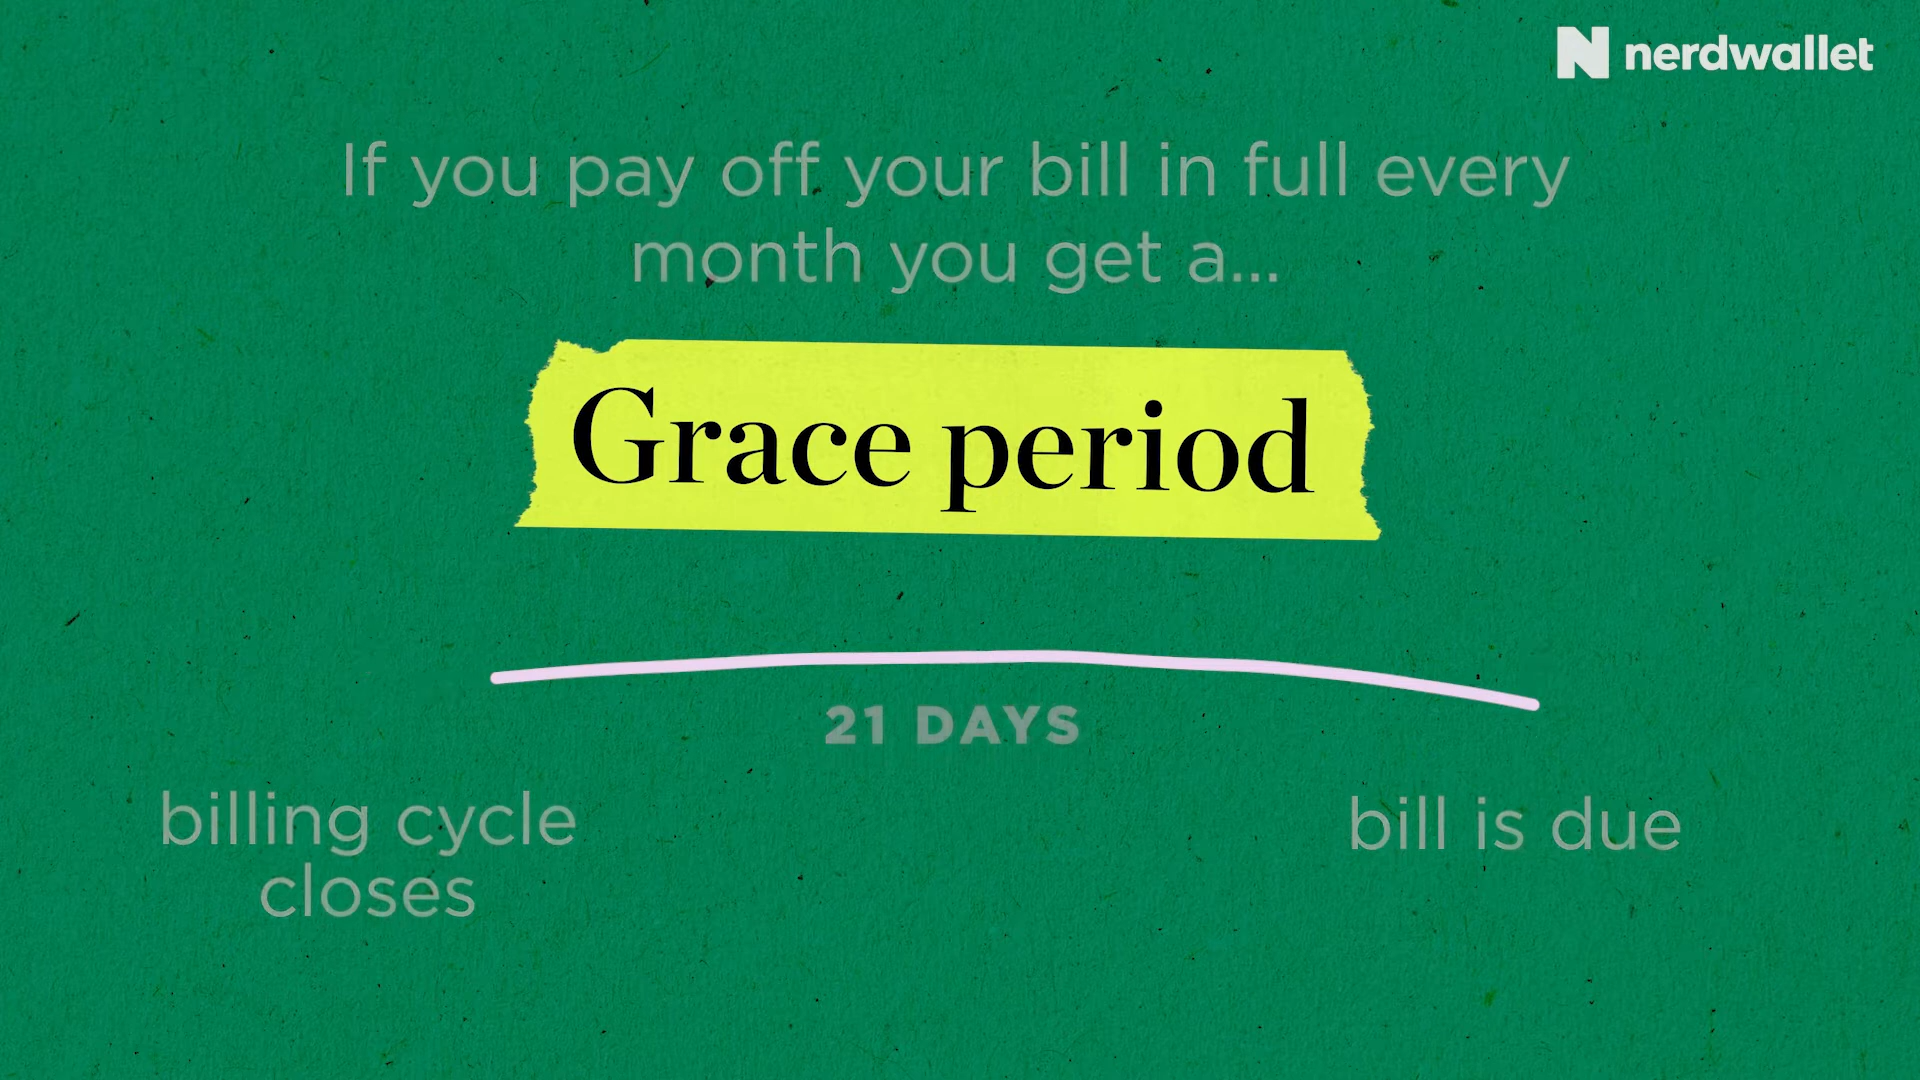 nerdwallet
If you pay off your bill in full every
month you get a...
Grace period
21 DAYS
billing cycle
closes
bill is due